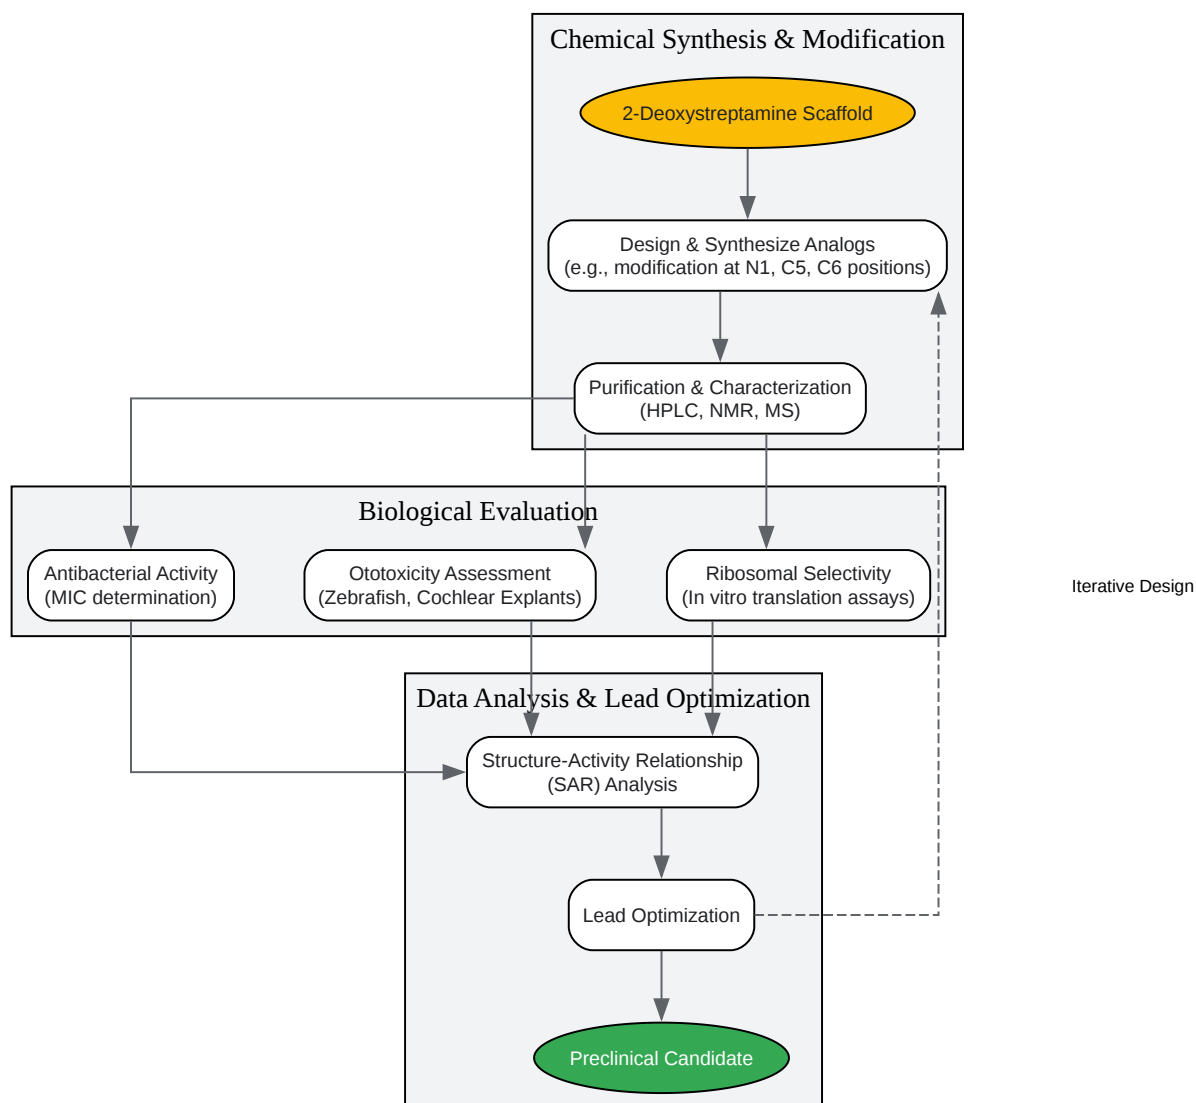 Chemical Synthesis & Modification
2-Deoxystreptamine Scaffold
Design & Synthesize Analogs
(e.g., modification at N1, C5, C6 positions)
Purification & Characterization
(HPLC, NMR, MS)
Biological Evaluation
Antibacterial Activity
(MIC determination)
Ototoxicity Assessment
(Zebrafish, Cochlear Explants)
Ribosomal Selectivity
(In vitro translation assays)
Iterative Design
Data Analysis & Lead Optimization
Structure-Activity Relationship
(SAR) Analysis
Lead Optimization
Preclinical Candidate